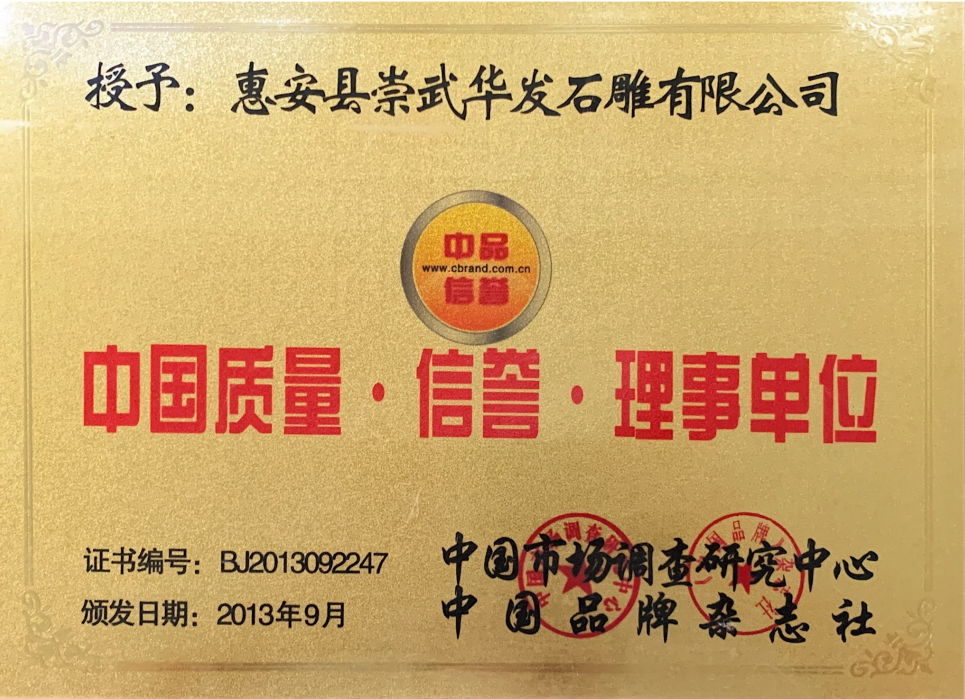 授予：惠安县崇武华发石雕有限公司
中品
www.cbrand.com.cn
信誉
中国质量·信誉·理事单位
证书编号：BJ2013092247
颁发日期：2013年9月
中国市场调查研究中心
中国品牌杂志社